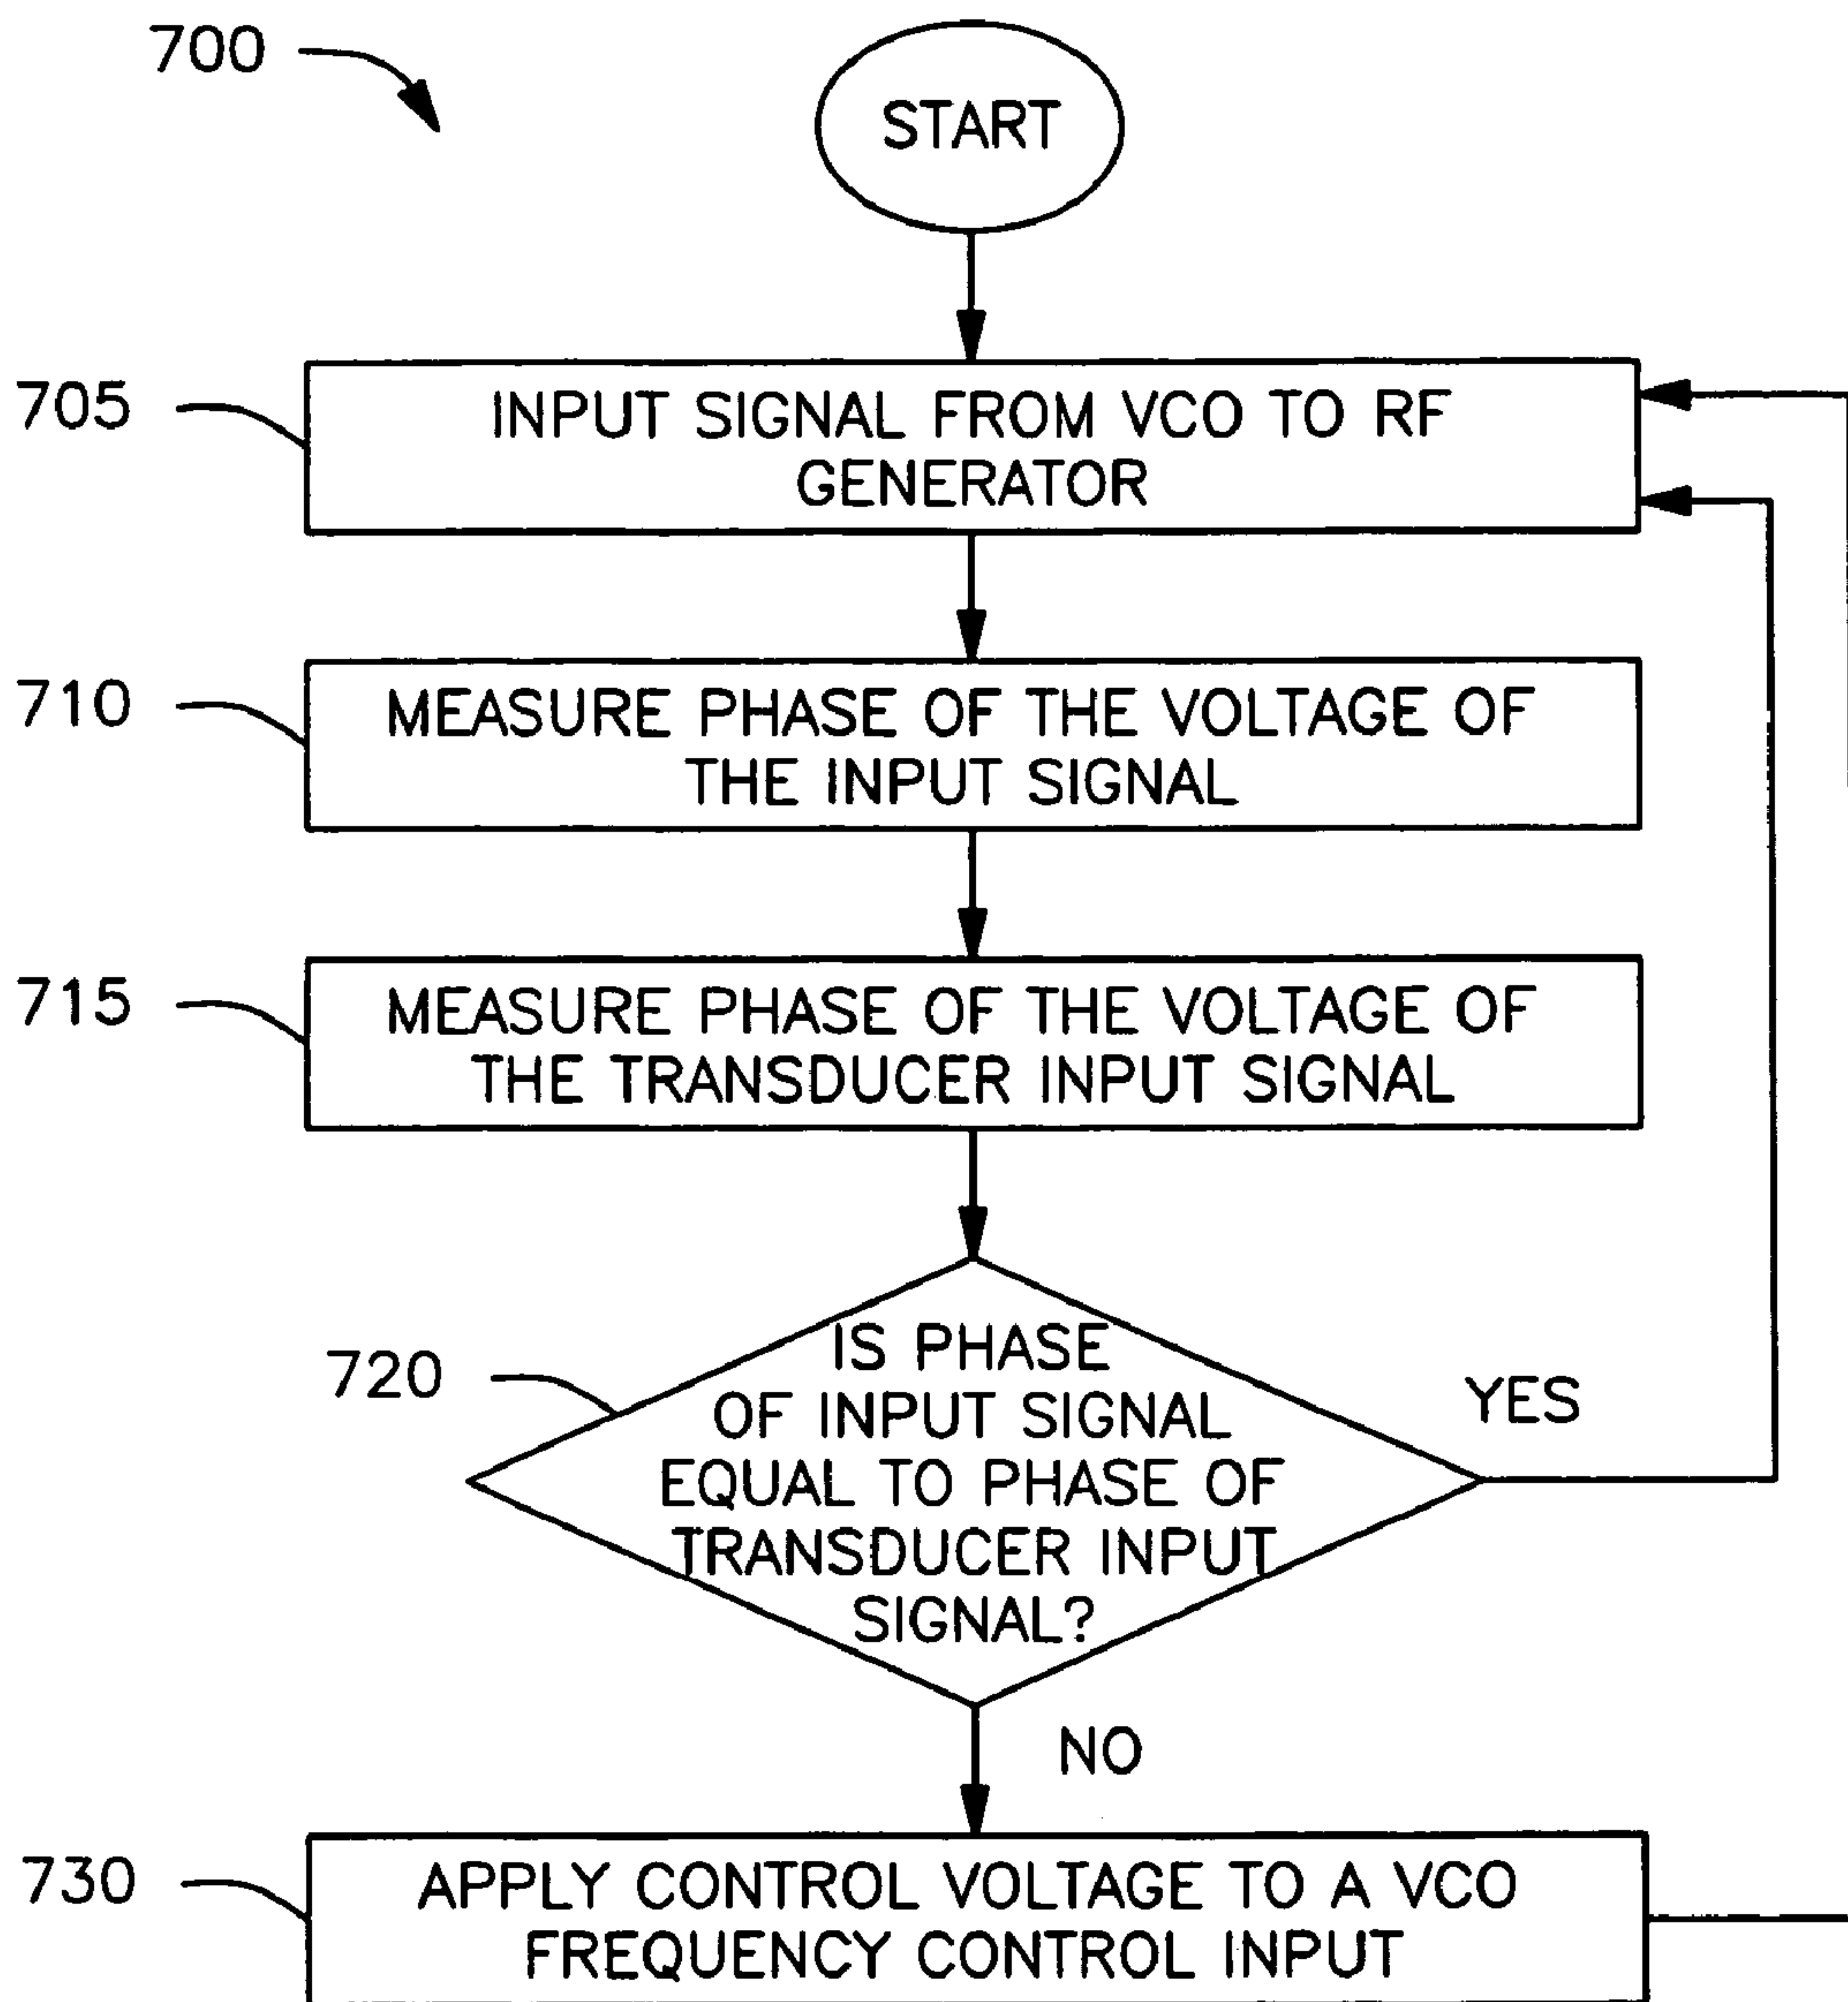 700
START
705
INPUT SIGNAL FROM VCO TO RF
GENERATOR
710
MEASURE PHASE OF THE VOLTAGE OF
THE INPUT SIGNAL
715
MEASURE PHASE OF THE VOLTAGE OF
THE TRANSDUCER INPUT SIGNAL
720
IS PHASE
OF INPUT SIGNAL
EQUAL TO PHASE OF
TRANSDUCER INPUT
SIGNAL?
YES
NO
730
APPLY CONTROL VOLTAGE TO A VCO
FREQUENCY CONTROL INPUT